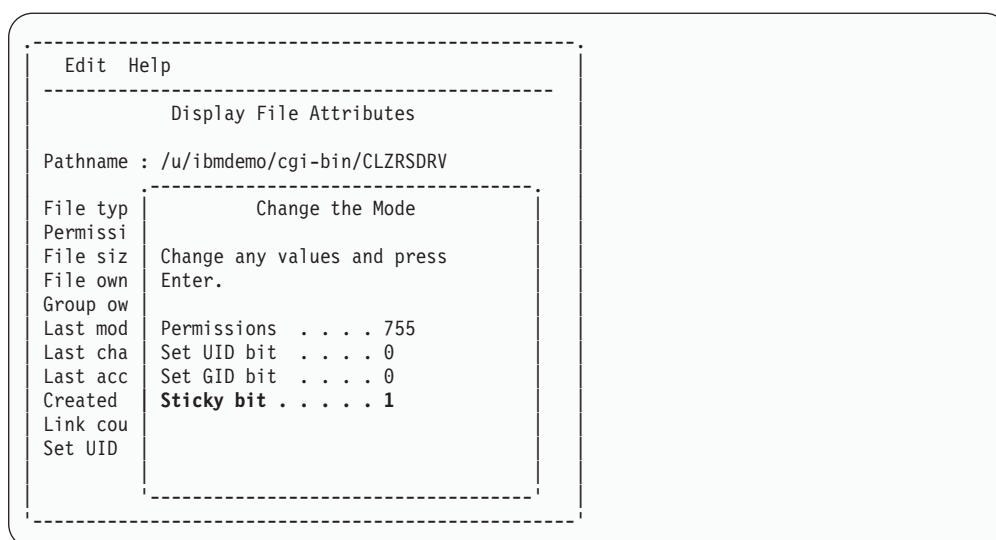 Edit Help
Display File Attributes
Pathname : /u/ibmdemo/cgi-bin/CLZRSDRV
File typ Change the Mode
Permissi
File siz Change any values and press
File own Enter.
Group ow
Last mod Permissions . . . . 755
Last cha Set UID bit . . . . 0
Last acc Set GID bit . . . . 0
Created Sticky bit . . . . . 1
Link cou
Set UID